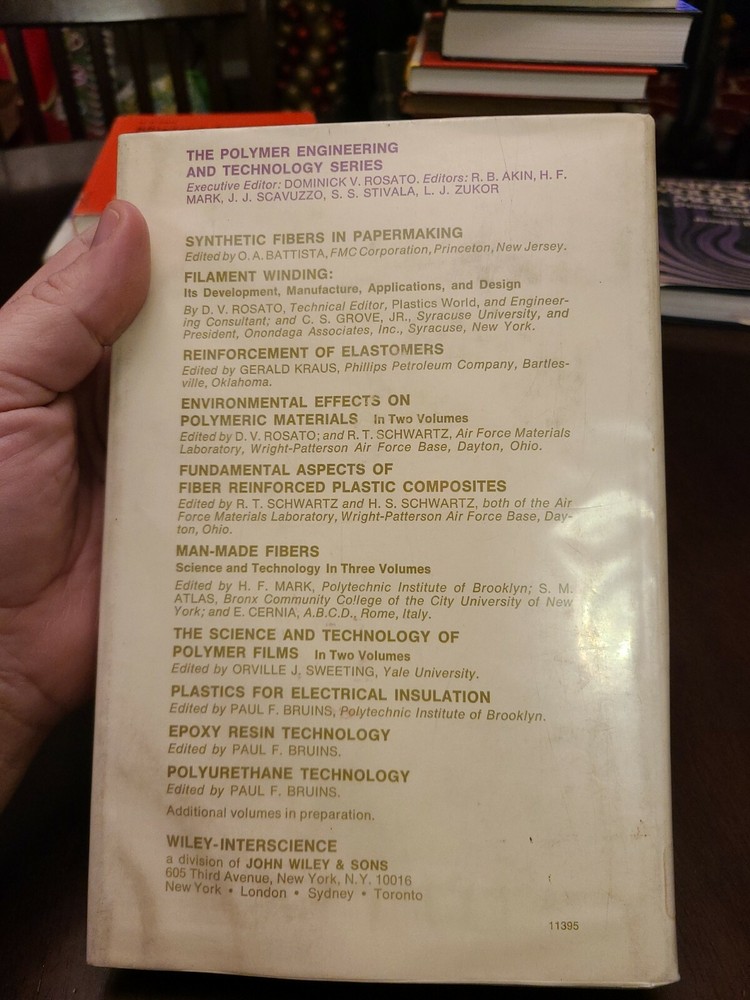 THE POLYMER ENGINEERING
AND TECHNOLOGY SERIES
Executive Editor: DOMINICK V. ROSATO. Editors: R. B. AKIN, H. F.
MARK, J. J. SCAVUZZO, S. S. STIVALA, L. J. ZUKOR
SYNTHETIC FIBERS IN PAPERMAKING
Edited by O. A. BATTISTA, FMC Corporation, Princeton, New Jersey.
FILAMENT WINDING:
Its Development, Manufacture, Applications, and Design
By D. V. ROSATO, Technical Editor, Plastics World, and Engineer-
ing Consultant; and C. S. GROVE, JR., Syracuse University, and
President, Onondaga Associates, Inc., Syracuse, New York.
REINFORCEMENT OF ELASTOMERS
Edited by GERALD KRAUS, Phillips Petroleum Company, Bartles-
ville, Oklahoma.
ENVIRONMENTAL EFFECTS ON
POLYMERIC MATERIALS In Two Volumes
Edited by D. V. ROSATO; and R. T. SCHWARTZ, Air Force Materials
Laboratory, Wright-Patterson Air Force Base, Dayton, Ohio.
FUNDAMENTAL ASPECTS OF
FIBER REINFORCED PLASTIC COMPOSITES
Edited by R. T. SCHWARTZ and H. S. SCHWARTZ, both of the Air
Force Materials Laboratory, Wright-Patterson Air Force Base, Day-
ton, Ohio.
MAN-MADE FIBERS
Science and Technology In Three Volumes
Edited by H. F. MARK, Polytechnic Institute of Brooklyn; S. M.
ATLAS, Bronx Community College of the City University of New
York; and E. CERNIA, A.B.C.D., Rome, Italy.
THE SCIENCE AND TECHNOLOGY OF
POLYMER FILMS In Two Volumes
Edited by ORVILLE J. SWEETING, Yale University.
PLASTICS FOR ELECTRICAL INSULATION
Edited by PAUL F. BRUINS, Polytechnic Institute of Brooklyn.
EPOXY RESIN TECHNOLOGY
Edited by PAUL F. BRUINS.
POLYURETHANE TECHNOLOGY
Edited by PAUL F. BRUINS.
Additional volumes in preparation.
WILEY-INTERSCIENCE
a division of JOHN WILEY & SONS
605 Third Avenue, New York, N.Y. 10016
New York • London • Sydney • Toronto
11395